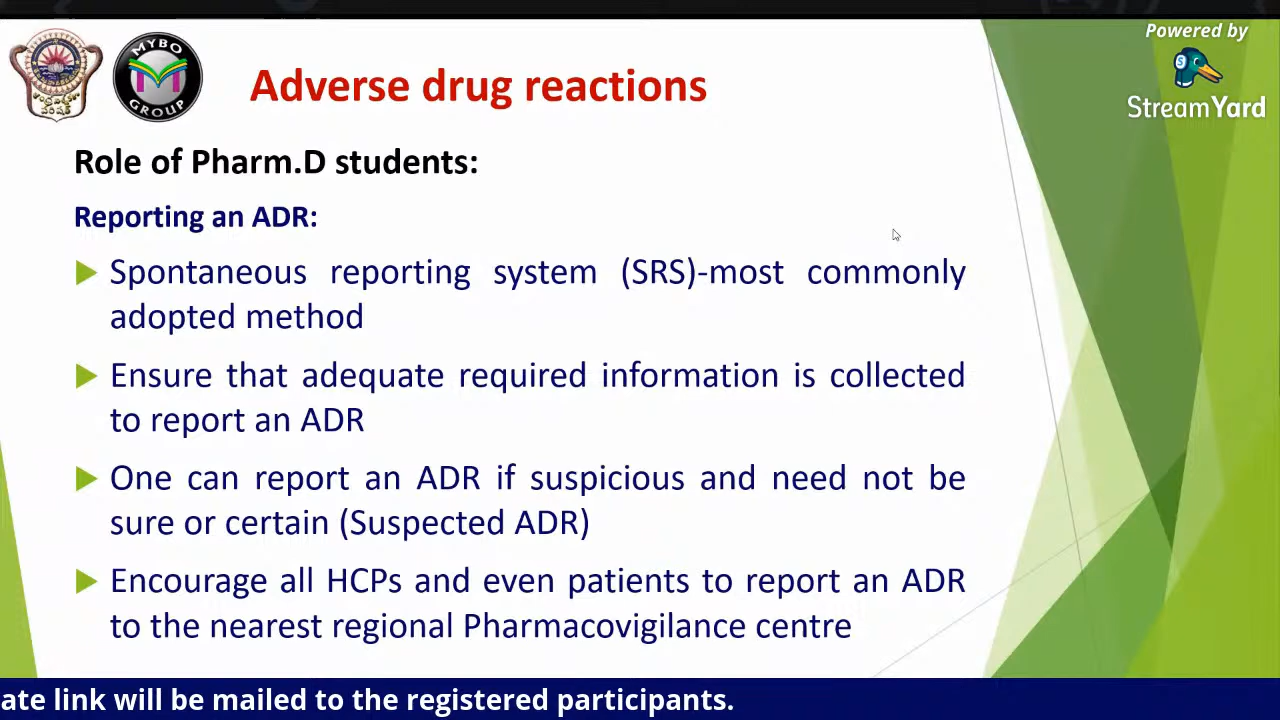 Powered by
StreamYard
MYBO
GROUP
Adverse drug reactions
Role of Pharm.D students:
Reporting an ADR:
Spontaneous reporting system (SRS)-most commonly
adopted method
Ensure that adequate required information is collected
to report an ADR
One can report an ADR if suspicious and need not be
sure or certain (Suspected ADR)
Encourage all HCPs and even patients to report an ADR
to the nearest regional Pharmacovigilance centre
ate link will be mailed to the registered participants.